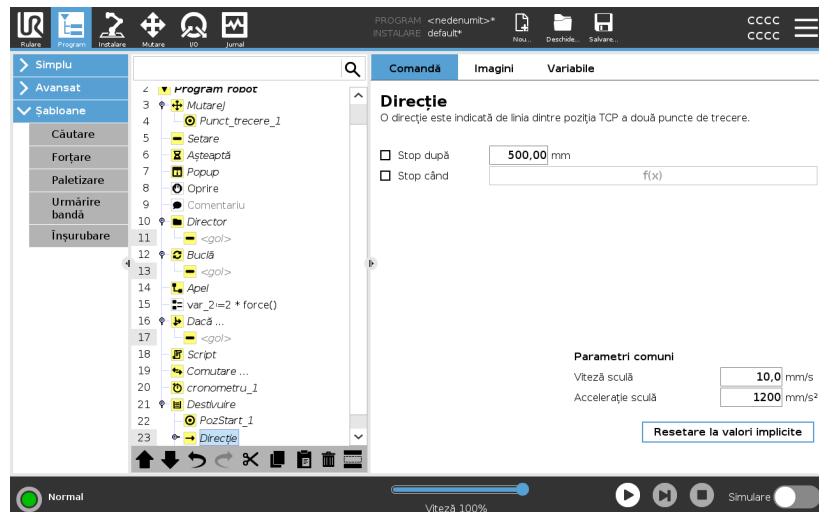 PROGRAM <nedenumit>*
INSTALARE default*
Rulare
Program
Instalare
Mutare
I/O
Jurnal
Nou...
Deschide...
Salvare...
cccc
cccc
Simplu
Avansat
Șabloane
Căutare
Forțare
Paletizare
Urmărire
bandă
Înșurubare
2 Program robot
3 MutareJ
4 Punct_trecere_1
5 Setare
6 Așteaptă
7 Popup
8 Oprire
9 Comentariu
10 Director
11 <gol>
12 Buclă
13 <gol>
14 Apel
15 var_2≔2 * force()
16 Dacă ...
17 <gol>
18 Script
19 Comutare ...
20 cronometru_1
21 Destivuire
22 PozStart_1
23 Direcție
Comandă
Imagini
Variabile
Direcție
O direcție este indicată de linia dintre poziția TCP a două puncte de trecere.
Stop după 500,00 mm
Stop când f(x)
Parametri comuni
Viteză sculă 10,0 mm/s
Accelerație sculă 1200 mm/s²
Resetare la valori implicite
Normal
Viteză 100%
Simulare